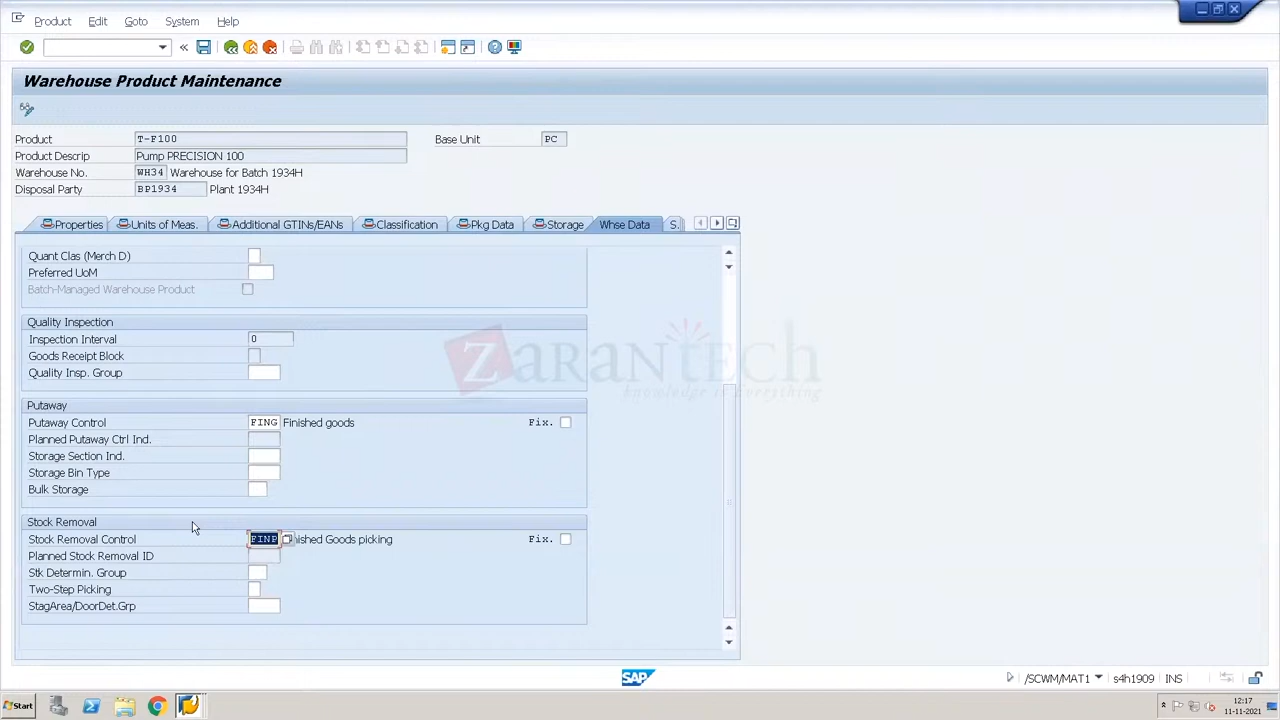 Product Edit Goto System Help
Warehouse Product Maintenance
Product T-F100 Base Unit PC
Product Descrip Pump PRECISION 100
Warehouse No. WH34 Warehouse for Batch 1934H
Disposal Party BP1934 Plant 1934H
Properties Units of Meas. Additional GTINs/EANs Classification Pkg Data Storage Whse Data S.
Quant Clas (Merch D)
Preferred UoM
Batch-Managed Warehouse Product
Quality Inspection
Inspection Interval 0
Goods Receipt Block
Quality Insp. Group
ZaranTech
knowledge is everything
Putaway
Putaway Control FING Finished goods Fix.
Planned Putaway Ctrl Ind.
Storage Section Ind.
Storage Bin Type
Bulk Storage
Stock Removal
Stock Removal Control FINP nished Goods picking Fix.
Planned Stock Removal ID
Stk Determin. Group
Two-Step Picking
StagArea/DoorDet.Grp
SAP /SCWM/MAT1 s4h1909 INS
Start 12:17
11-11-2021